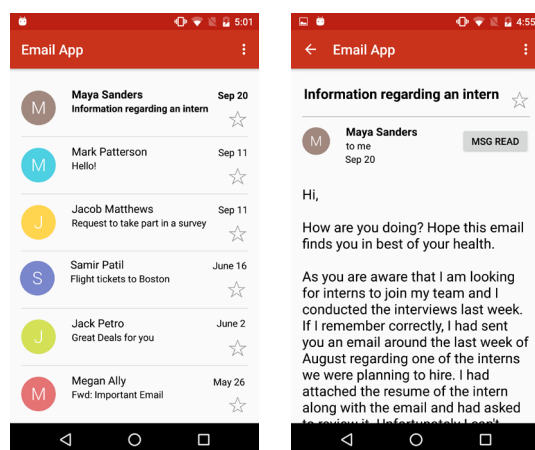 5:01
Email App
M
Maya Sanders
Sep 20
Information regarding an intern
M
Mark Patterson
Sep 11
Hello!
J
Jacob Matthews
Sep 11
Request to take part in a survey
S
Samir Patil
June 16
Flight tickets to Boston
J
Jack Petro
June 2
Great Deals for you
M
Megan Ally
May 26
Fwd: Important Email
4:55
Email App
Information regarding an intern
M
Maya Sanders
to me
Sep 20
MSG READ
Hi,
How are you doing? Hope this email
finds you in best of your health.
As you are aware that I am looking
for interns to join my team and I
conducted the interviews last week.
If I remember correctly, I had sent
you an email around the last week of
August regarding one of the interns
we were planning to hire. I had
attached the resume of the intern
along with the email and had asked
to review it. Unfortunately I can't